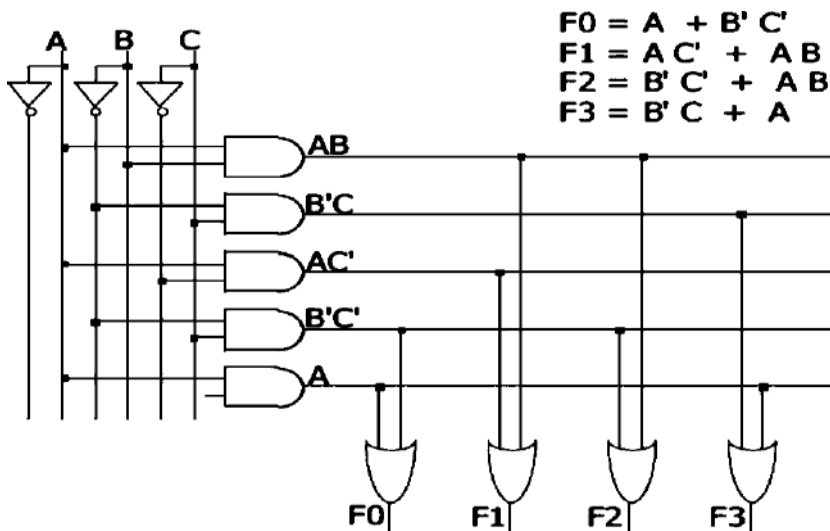 F0 = A + B' C'
F1 = A C' + A B
F2 = B' C' + A B
F3 = B' C + A
A B C
AB
B'C
AC'
B'C'
A
F0 F1 F2 F3